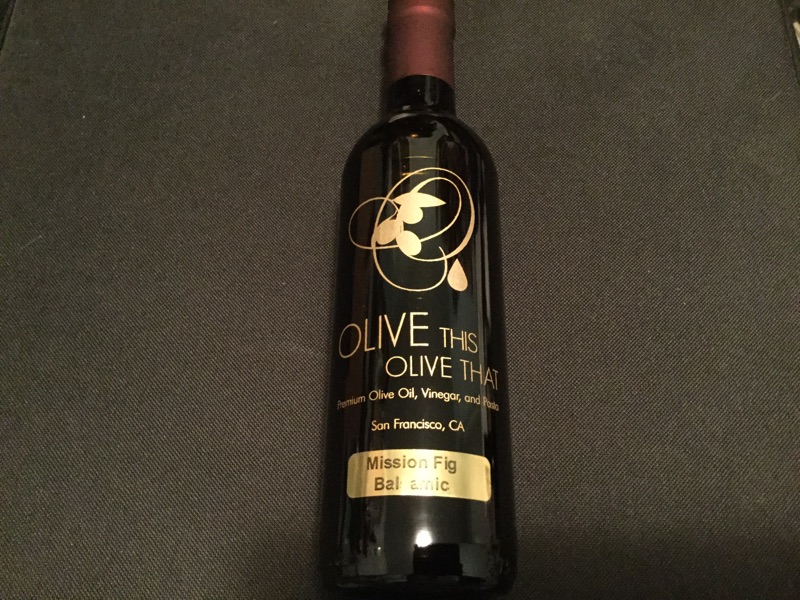 OLIVE THIS
OLIVE THAT
Premium Olive Oil, Vinegar, and Pasta
San Francisco, CA
Mission Fig
Balsamic